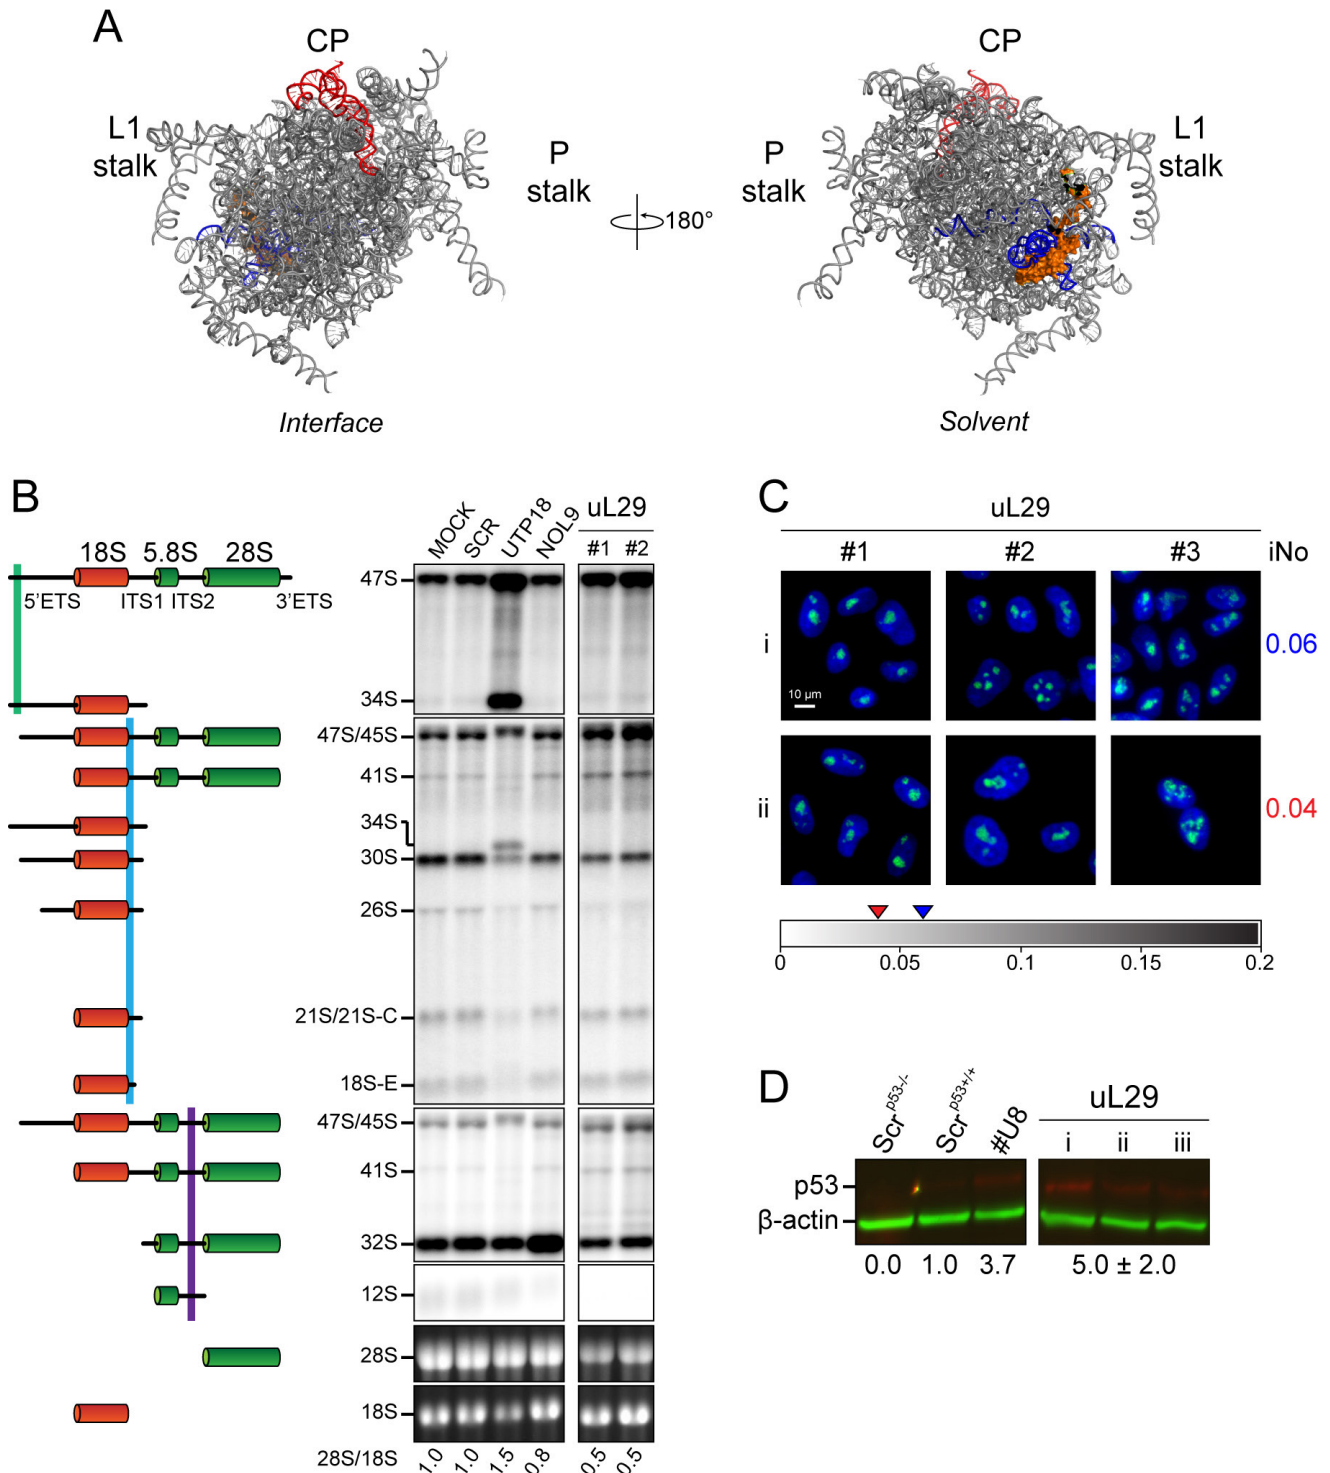 A
CP
CP
L1
stalk
P
stalk
180°
P
stalk
L1
stalk
Interface
Solvent
B
MOCK
SCR
UTP18
NOL9
uL29
#1 #2
18S 5.8S 28S
5'ETS ITS1 ITS2 3'ETS
47S
34S
47S/45S
41S
34S
30S
26S
21S/21S-C
18S-E
47S/45S
41S
32S
12S
28S
18S
28S/18S 1.0 1.0 1.5 0.8 0.5 0.5
C
uL29
#1 #2 #3 iNo
i 0.06
10 µm
ii 0.04
0 0.05 0.1 0.15 0.2
D
Scr p53-/-
Scr p53+/+
#U8
uL29
i ii iii
p53
β-actin
0.0 1.0 3.7 5.0 ± 2.0